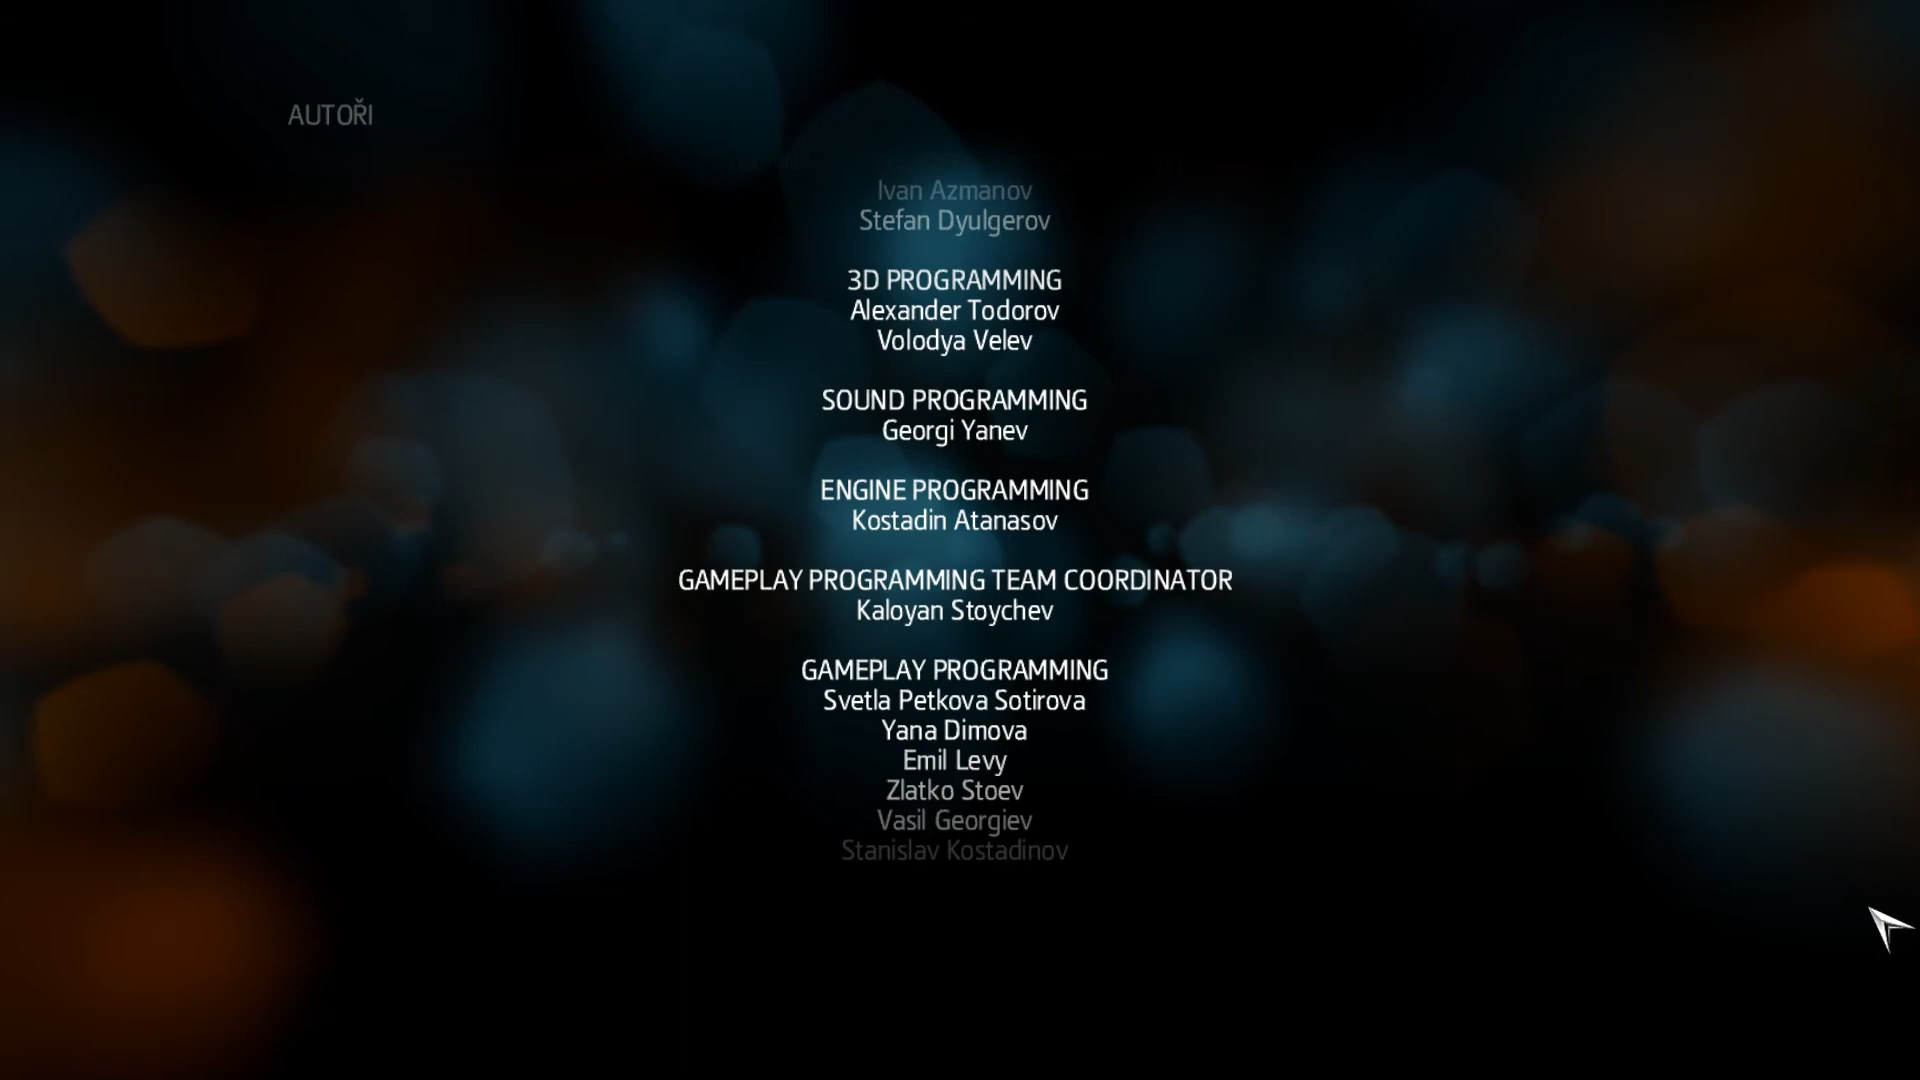 AUTOŘI
Ivan Azmanov
Stefan Dyulgerov
3D PROGRAMMING
Alexander Todorov
Volodya Velev
SOUND PROGRAMMING
Georgi Yanev
ENGINE PROGRAMMING
Kostadin Atanasov
GAMEPLAY PROGRAMMING TEAM COORDINATOR
Kaloyan Stoychev
GAMEPLAY PROGRAMMING
Svetla Petkova Sotirova
Yana Dimova
Emil Levy
Zlatko Stoev
Vasil Georgiev
Stanislav Kostadinov